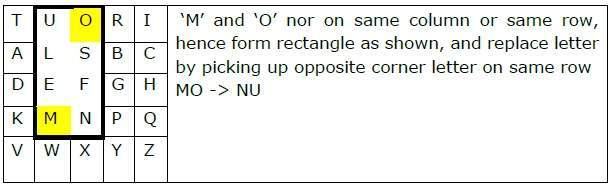 T U O R I
A L S B C
D E F G H
K M N P Q
V W X Y Z
‘M’ and ‘O’ nor on same column or same row,
hence form rectangle as shown, and replace letter
by picking up opposite corner letter on same row
MO -> NU